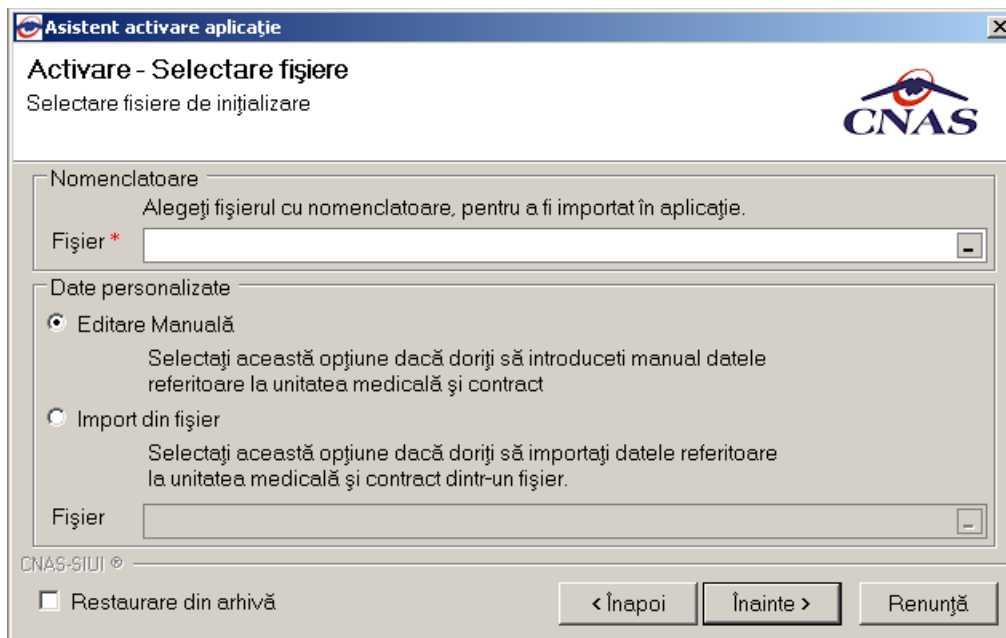 Asistent activare aplicaţie
Activare - Selectare fişiere
Selectare fisiere de iniţializare
CNAS
Nomenclatoare
Alegeţi fişierul cu nomenclatoare, pentru a fi importat în aplicaţie.
Fişier *
Date personalizate
Editare Manuală
Selectaţi această opţiune dacă doriţi să introduceti manual datele
referitoare la unitatea medicală şi contract
Import din fişier
Selectaţi această opţiune dacă doriţi să importaţi datele referitoare
la unitatea medicală şi contract dintr-un fişier.
Fişier
CNAS-SIUI ®
Restaurare din arhivă
< Înapoi
Înainte >
Renunţă